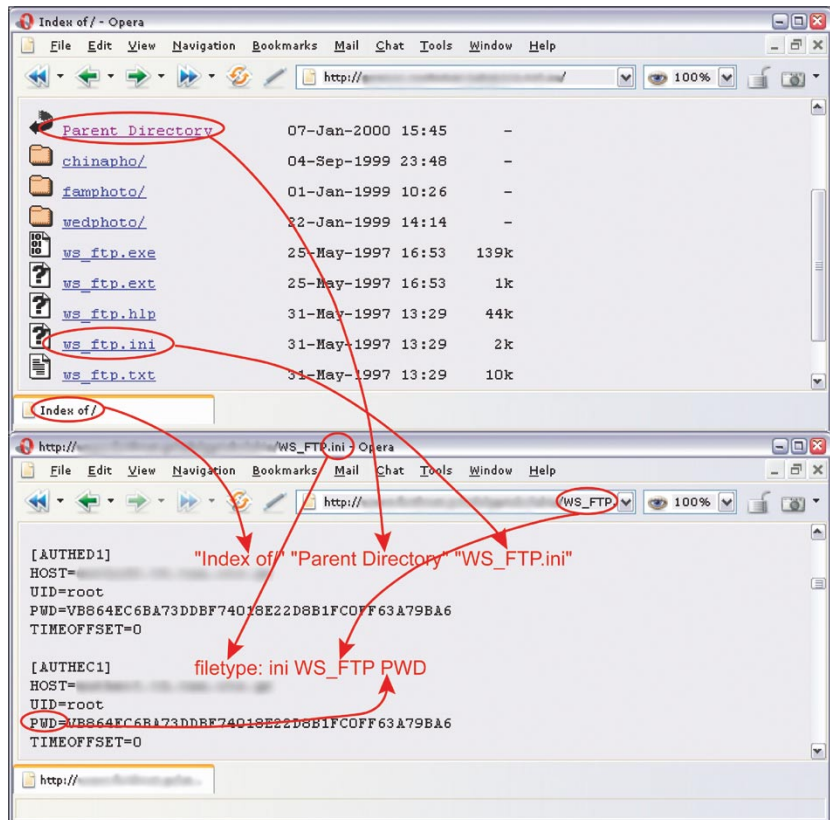 Index of / - Opera
File Edit View Navigation Bookmarks Mail Chat Tools Window Help
http:// / 100%
Parent Directory 07-Jan-2000 15:45 -
chinapho/ 04-Sep-1999 23:48 -
famphoto/ 01-Jan-1999 10:26 -
wedphoto/ 22-Jan-1999 14:14 -
ws_ftp.exe 25-May-1997 16:53 139k
ws_ftp.ext 25-May-1997 16:53 1k
ws_ftp.hlp 31-May-1997 13:29 44k
ws_ftp.ini 31-May-1997 13:29 2k
ws_ftp.txt 31-May-1997 13:29 10k
Index of /
http:// /WS_FTP.ini - Opera
File Edit View Navigation Bookmarks Mail Chat Tools Window Help
http:// /WS_FTP. 100%
"Index of/" "Parent Directory" "WS_FTP.ini"
[AUTHED1]
HOST=
UID=root
PWD=VB864EC6BA73DDBF74018E22D8B1FC0FF63A79BA6
TIMEOFFSET=0
filetype: ini WS_FTP PWD
[AUTHEC1]
HOST=
UID=root
PWD=VB864EC6BA73DDBF74018E22D8B1FC0FF63A79BA6
TIMEOFFSET=0
http://